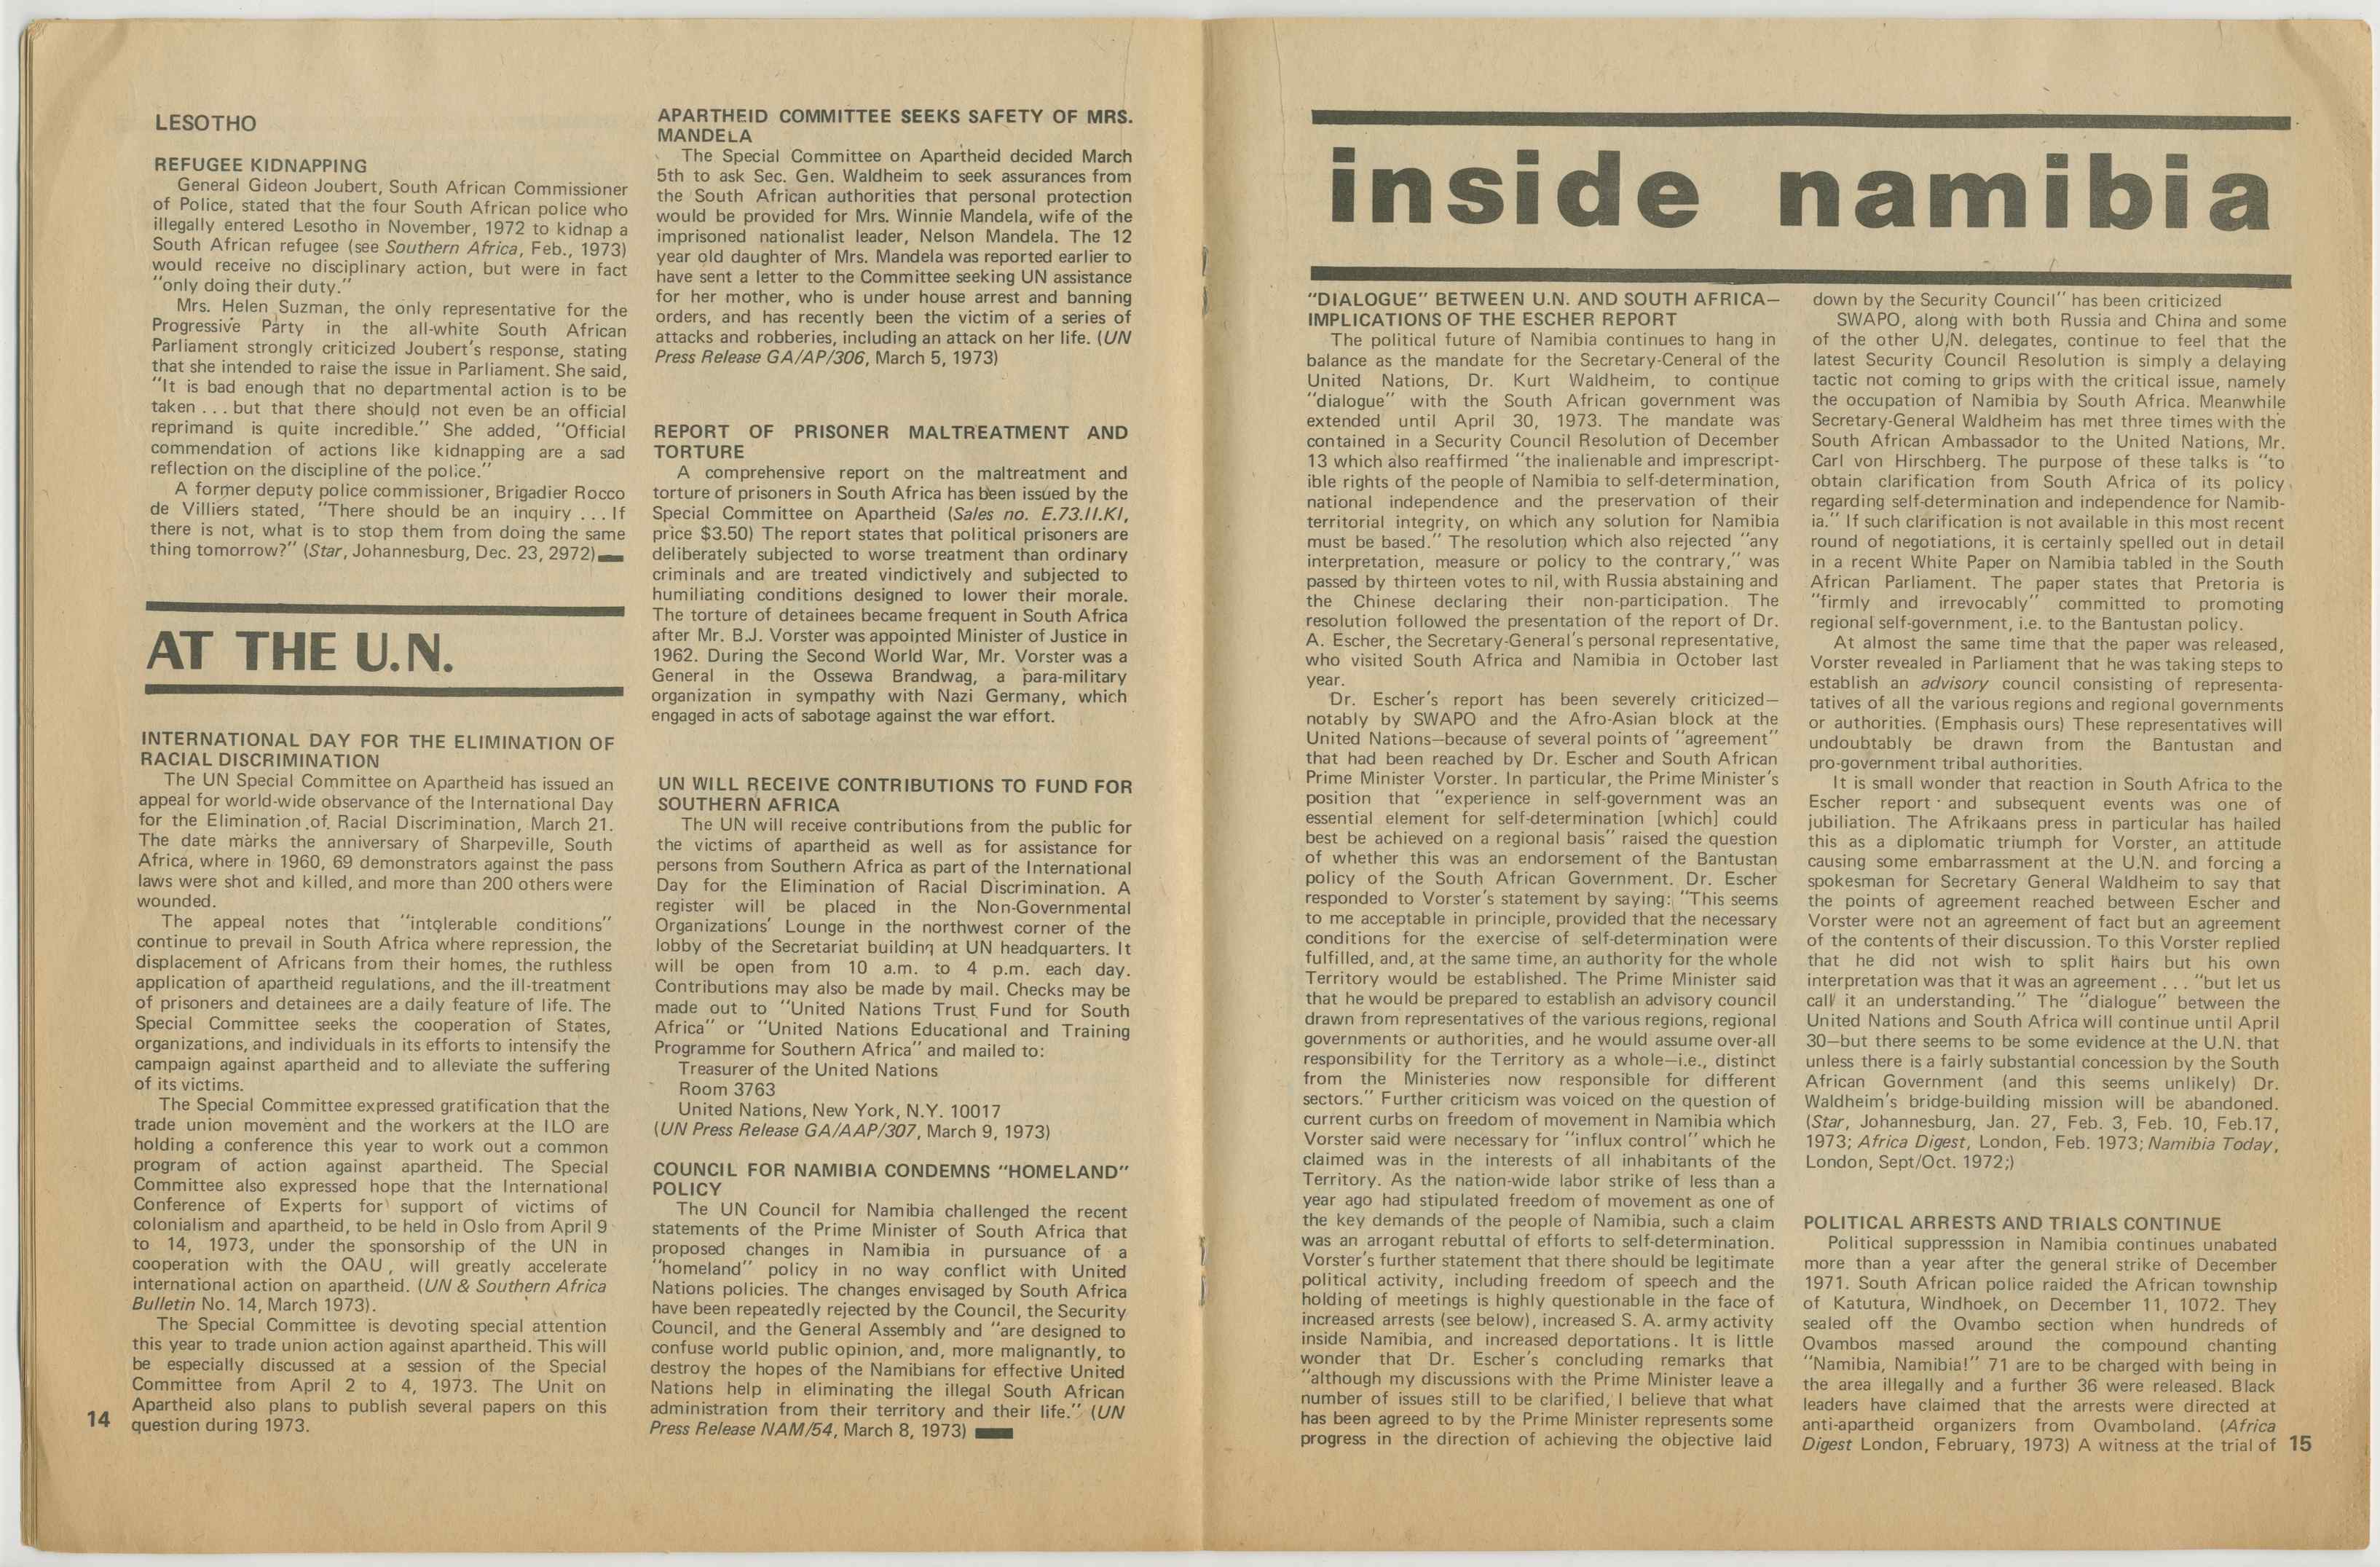 LESOTHO
REFUGEE KIDNAPPING
General Gideon Joubert, South African Commissioner
of Police, stated that the four South African police who
illegally entered Lesotho in November, 1972 to kidnap a
South African refugee (see Southern Africa, Feb., 1973)
would receive no disciplinary action, but were in fact
"only doing their duty."
Mrs. Helen Suzman, the only representative for the
Progressive Party in the all-white South African
Parliament strongly criticized Joubert's response, stating
that she intended to raise the issue in Parliament. She said,
"It is bad enough that no departmental action is to be
taken . . . but that there should not even be an official
reprimand is quite incredible." She added, "Official
commendation of actions like kidnapping are a sad
reflection on the discipline of the police."
A former deputy police commissioner, Brigadier Rocco
de Villiers stated, "There should be an inquiry . . . If
there is not, what is to stop them from doing the same
thing tomorrow?" (Star, Johannesburg, Dec. 23, 2972)
AT THE U.N.
INTERNATIONAL DAY FOR THE ELIMINATION OF
RACIAL DISCRIMINATION
The UN Special Committee on Apartheid has issued an
appeal for world-wide observance of the International Day
for the Elimination of Racial Discrimination, March 21.
The date marks the anniversary of Sharpeville, South
Africa, where in 1960, 69 demonstrators against the pass
laws were shot and killed, and more than 200 others were
wounded.
The appeal notes that "intolerable conditions"
continue to prevail in South Africa where repression, the
displacement of Africans from their homes, the ruthless
application of apartheid regulations, and the ill-treatment
of prisoners and detainees are a daily feature of life. The
Special Committee seeks the cooperation of States,
organizations, and individuals in its efforts to intensify the
campaign against apartheid and to alleviate the suffering
of its victims.
The Special Committee expressed gratification that the
trade union movement and the workers at the ILO are
holding a conference this year to work out a common
program of action against apartheid. The Special
Committee also expressed hope that the International
Conference of Experts for support of victims of
colonialism and apartheid, to be held in Oslo from April 9
to 14, 1973, under the sponsorship of the UN in
cooperation with the OAU , will greatly accelerate
international action on apartheid. (UN & Southern Africa
Bulletin No. 14, March 1973).
The Special Committee is devoting special attention
this year to trade union action against apartheid. This will
be especially discussed at a session of the Special
Committee from April 2 to 4, 1973. The Unit on
Apartheid also plans to publish several papers on this
question during 1973.
14
APARTHEID COMMITTEE SEEKS SAFETY OF MRS.
MANDELA
The Special Committee on Apartheid decided March
5th to ask Sec. Gen. Waldheim to seek assurances from
the South African authorities that personal protection
would be provided for Mrs. Winnie Mandela, wife of the
imprisoned nationalist leader, Nelson Mandela. The 12
year old daughter of Mrs. Mandela was reported earlier to
have sent a letter to the Committee seeking UN assistance
for her mother, who is under house arrest and banning
orders, and has recently been the victim of a series of
attacks and robberies, including an attack on her life. (UN
Press Release GA/AP/306, March 5, 1973)
REPORT OF PRISONER MALTREATMENT AND
TORTURE
A comprehensive report on the maltreatment and
torture of prisoners in South Africa has been issued by the
Special Committee on Apartheid (Sales no. E.73.II.KI,
price $3.50) The report states that political prisoners are
deliberately subjected to worse treatment than ordinary
criminals and are treated vindictively and subjected to
humiliating conditions designed to lower their morale.
The torture of detainees became frequent in South Africa
after Mr. B.J. Vorster was appointed Minister of Justice in
1962. During the Second World War, Mr. Vorster was a
General in the Ossewa Brandwag, a para-military
organization in sympathy with Nazi Germany, which
engaged in acts of sabotage against the war effort.
UN WILL RECEIVE CONTRIBUTIONS TO FUND FOR
SOUTHERN AFRICA
The UN will receive contributions from the public for
the victims of apartheid as well as for assistance for
persons from Southern Africa as part of the International
Day for the Elimination of Racial Discrimination. A
register will be placed in the Non-Governmental
Organizations' Lounge in the northwest corner of the
lobby of the Secretariat building at UN headquarters. It
will be open from 10 a.m. to 4 p.m. each day.
Contributions may also be made by mail. Checks may be
made out to "United Nations Trust Fund for South
Africa" or "United Nations Educational and Training
Programme for Southern Africa" and mailed to:
Treasurer of the United Nations
Room 3763
United Nations, New York, N.Y. 10017
(UN Press Release GA/AAP/307, March 9, 1973)
COUNCIL FOR NAMIBIA CONDEMNS "HOMELAND"
POLICY
The UN Council for Namibia challenged the recent
statements of the Prime Minister of South Africa that
proposed changes in Namibia in pursuance of a
"homeland" policy in no way conflict with United
Nations policies. The changes envisaged by South Africa
have been repeatedly rejected by the Council, the Security
Council, and the General Assembly and "are designed to
confuse world public opinion, and, more malignantly, to
destroy the hopes of the Namibians for effective United
Nations help in eliminating the illegal South African
administration from their territory and their life." (UN
Press Release NAM/54, March 8, 1973)
inside namibia
"DIALOGUE" BETWEEN U.N. AND SOUTH AFRICA—
IMPLICATIONS OF THE ESCHER REPORT
The political future of Namibia continues to hang in
balance as the mandate for the Secretary-Ceneral of the
United Nations, Dr. Kurt Waldheim, to continue
"dialogue" with the South African government was
extended until April 30, 1973. The mandate was
contained in a Security Council Resolution of December
13 which also reaffirmed "the inalienable and imprescript-
ible rights of the people of Namibia to self-determination,
national independence and the preservation of their
territorial integrity, on which any solution for Namibia
must be based." The resolution which also rejected "any
interpretation, measure or policy to the contrary," was
passed by thirteen votes to nil, with Russia abstaining and
the Chinese declaring their non-participation. The
resolution followed the presentation of the report of Dr.
A. Escher, the Secretary-General's personal representative,
who visited South Africa and Namibia in October last
year.
Dr. Escher's report has been severely criticized—
notably by SWAPO and the Afro-Asian block at the
United Nations—because of several points of "agreement"
that had been reached by Dr. Escher and South African
Prime Minister Vorster. In particular, the Prime Minister's
position that "experience in self-government was an
essential element for self-determination [which] could
best be achieved on a regional basis" raised the question
of whether this was an endorsement of the Bantustan
policy of the South African Government. Dr. Escher
responded to Vorster's statement by saying: "This seems
to me acceptable in principle, provided that the necessary
conditions for the exercise of self-determination were
fulfilled, and, at the same time, an authority for the whole
Territory would be established. The Prime Minister said
that he would be prepared to establish an advisory council
drawn from representatives of the various regions, regional
governments or authorities, and he would assume over-all
responsibility for the Territory as a whole—i.e., distinct
from the Ministeries now responsible for different
sectors." Further criticism was voiced on the question of
current curbs on freedom of movement in Namibia which
Vorster said were necessary for "influx control" which he
claimed was in the interests of all inhabitants of the
Territory. As the nation-wide labor strike of less than a
year ago had stipulated freedom of movement as one of
the key demands of the people of Namibia, such a claim
was an arrogant rebuttal of efforts to self-determination.
Vorster's further statement that there should be legitimate
political activity, including freedom of speech and the
holding of meetings is highly questionable in the face of
increased arrests (see below), increased S. A. army activity
inside Namibia, and increased deportations. It is little
wonder that Dr. Escher's concluding remarks that
"although my discussions with the Prime Minister leave a
number of issues still to be clarified, I believe that what
has been agreed to by the Prime Minister represents some
progress in the direction of achieving the objective laid
down by the Security Council" has been criticized
SWAPO, along with both Russia and China and some
of the other U.N. delegates, continue to feel that the
latest Security Council Resolution is simply a delaying
tactic not coming to grips with the critical issue, namely
the occupation of Namibia by South Africa. Meanwhile
Secretary-General Waldheim has met three times with the
South African Ambassador to the United Nations, Mr.
Carl von Hirschberg. The purpose of these talks is "to
obtain clarification from South Africa of its policy
regarding self-determination and independence for Namib-
ia." If such clarification is not available in this most recent
round of negotiations, it is certainly spelled out in detail
in a recent White Paper on Namibia tabled in the South
African Parliament. The paper states that Pretoria is
"firmly and irrevocably" committed to promoting
regional self-government, i.e. to the Bantustan policy.
At almost the same time that the paper was released,
Vorster revealed in Parliament that he was taking steps to
establish an advisory council consisting of representa-
tatives of all the various regions and regional governments
or authorities. (Emphasis ours) These representatives will
undoubtably be drawn from the Bantustan and
pro-government tribal authorities.
It is small wonder that reaction in South Africa to the
Escher report and subsequent events was one of
jubiliation. The Afrikaans press in particular has hailed
this as a diplomatic triumph for Vorster, an attitude
causing some embarrassment at the U.N. and forcing a
spokesman for Secretary General Waldheim to say that
the points of agreement reached between Escher and
Vorster were not an agreement of fact but an agreement
of the contents of their discussion. To this Vorster replied
that he did not wish to split hairs but his own
interpretation was that it was an agreement . . . "but let us
call it an understanding." The "dialogue" between the
United Nations and South Africa will continue until April
30—but there seems to be some evidence at the U.N. that
unless there is a fairly substantial concession by the South
African Government (and this seems unlikely) Dr.
Waldheim's bridge-building mission will be abandoned.
(Star, Johannesburg, Jan. 27, Feb. 3, Feb. 10, Feb.17,
1973; Africa Digest, London, Feb. 1973; Namibia Today,
London, Sept/Oct. 1972;)
POLITICAL ARRESTS AND TRIALS CONTINUE
Political suppresssion in Namibia continues unabated
more than a year after the general strike of December
1971. South African police raided the African township
of Katutura, Windhoek, on December 11, 1072. They
sealed off the Ovambo section when hundreds of
Ovambos massed around the compound chanting
"Namibia, Namibia!" 71 are to be charged with being in
the area illegally and a further 36 were released. Black
leaders have claimed that the arrests were directed at
anti-apartheid organizers from Ovamboland. (Africa
Digest London, February, 1973) A witness at the trial of
15